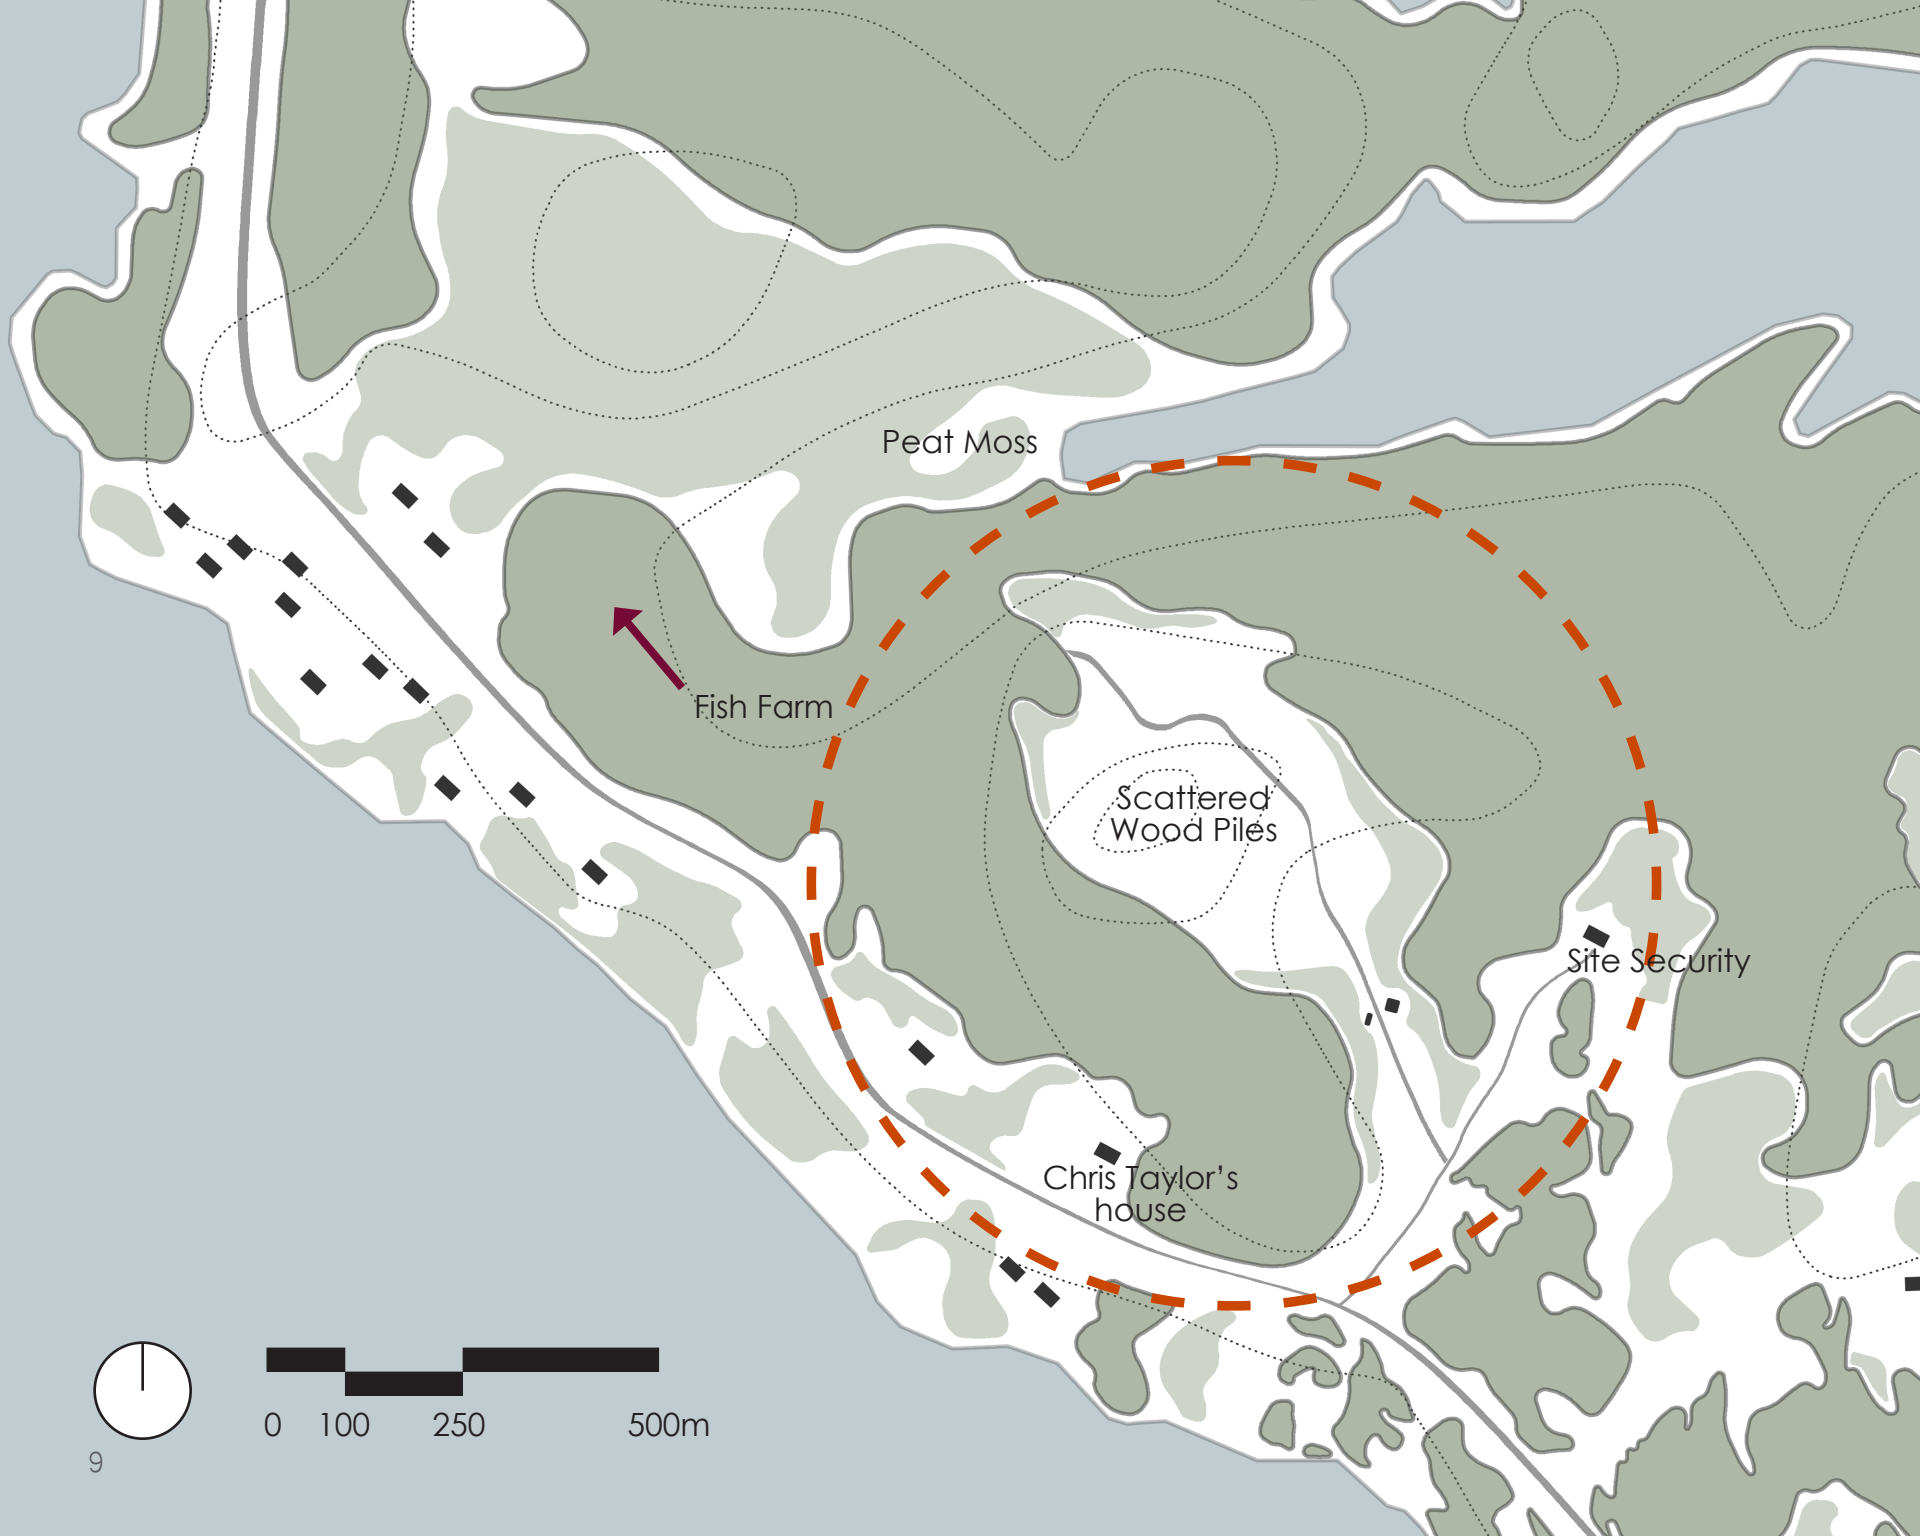 Peat Moss
Fish Farm
Scattered
Wood Piles
Site Security
Chris Taylor’s
house
0 100 250 500m
9